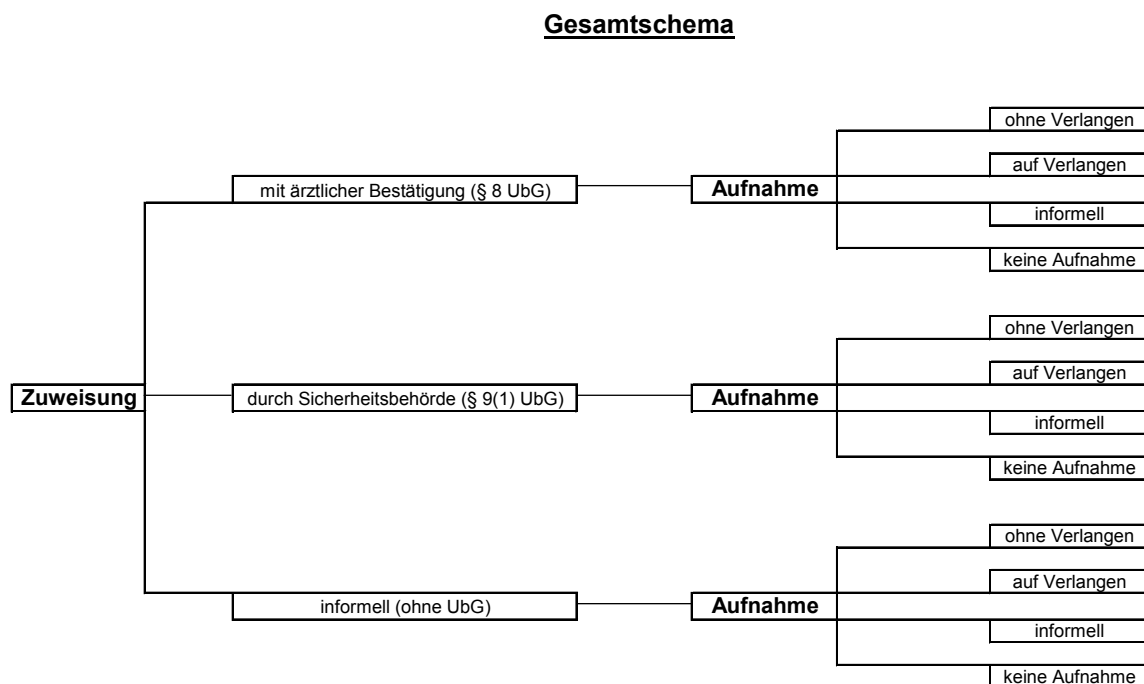 Gesamtschema
ohne Verlangen
auf Verlangen
mit ärztlicher Bestätigung (§ 8 UbG)
Aufnahme
informell
keine Aufnahme
ohne Verlangen
auf Verlangen
Zuweisung
durch Sicherheitsbehörde (§ 9(1) UbG)
Aufnahme
informell
keine Aufnahme
ohne Verlangen
auf Verlangen
informell (ohne UbG)
Aufnahme
informell
keine Aufnahme